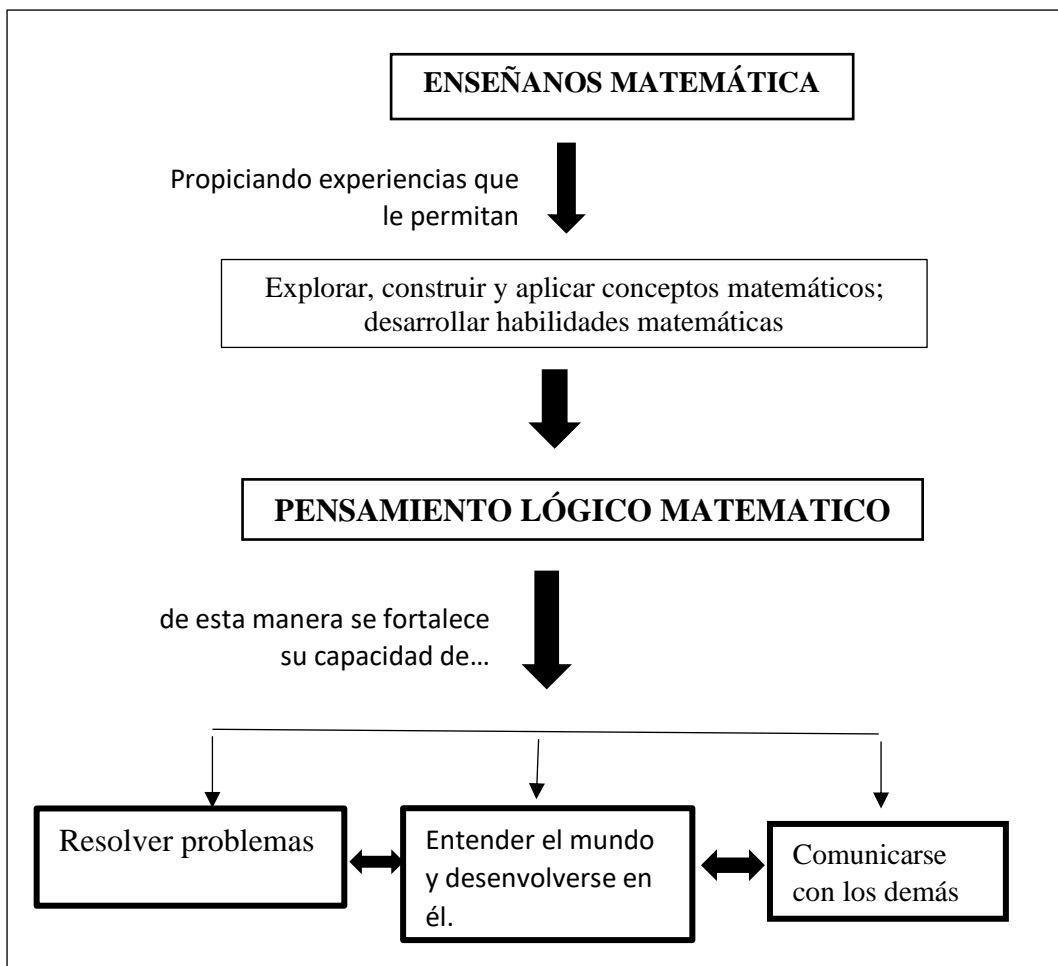 ENSEÑANOS MATEMÁTICA
Propiciando experiencias que
le permitan
Explorar, construir y aplicar conceptos matemáticos;
desarrollar habilidades matemáticas
PENSAMIENTO LÓGICO MATEMATICO
de esta manera se fortalece
su capacidad de...
Resolver problemas
Entender el mundo
y desenvolverse en
él.
Comunicarse
con los demás